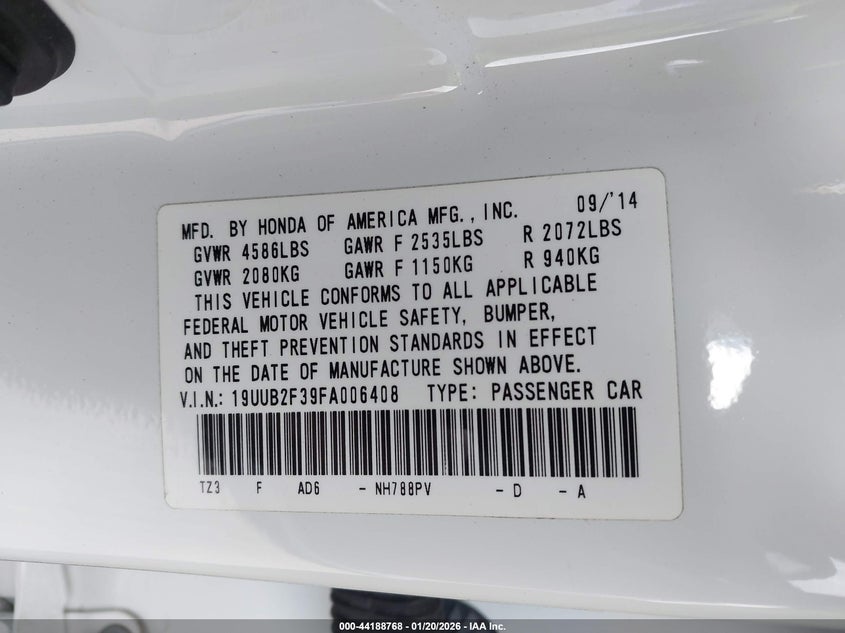 MFD. BY HONDA OF AMERICA MFG., INC. 09/'14
GVWR 4586LBS GAWR F 2535LBS R 2072LBS
GVWR 2080KG GAWR F 1150KG R 940KG
THIS VEHICLE CONFORMS TO ALL APPLICABLE
FEDERAL MOTOR VEHICLE SAFETY, BUMPER,
AND THEFT PREVENTION STANDARDS IN EFFECT
ON THE DATE OF MANUFACTURE SHOWN ABOVE.
V.I.N.: 19UUB2F39FA006408 TYPE: PASSENGER CAR
TZ3 F AD6 - NH788PV - D - A
000-44188768 - 01/20/2026 - IAA Inc.